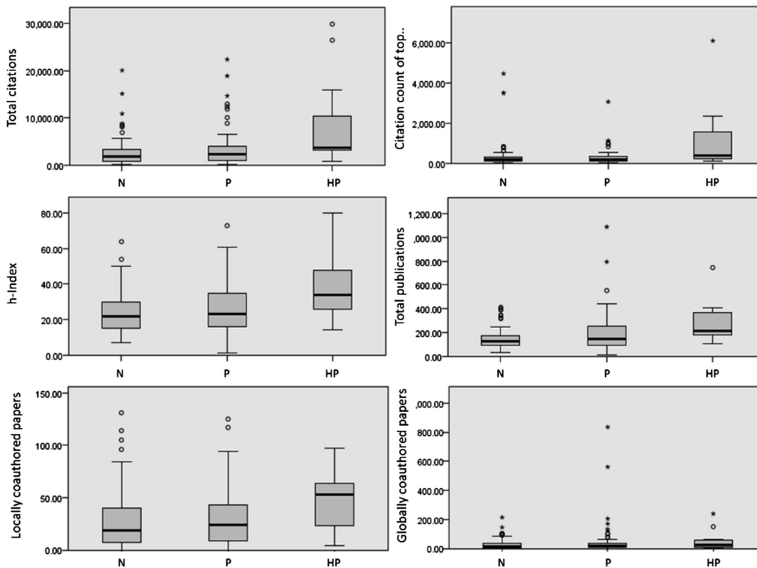 Total citations
30,000.00
20,000.00
10,000.00
0.00
N P HP
Citation count of top..
6,000.00
4,000.00
2,000.00
0.00
N P HP
h-Index
80.00
60.00
40.00
20.00
0.00
N P HP
Total publications
1,200.00
,000.00
800.00
600.00
400.00
200.00
0.00
N P HP
Locally coauthored papers
150.00
100.00
50.00
0.00
N P HP
Globally coauthored papers
,000.00
800.00
600.00
400.00
200.00
0.00
N P HP